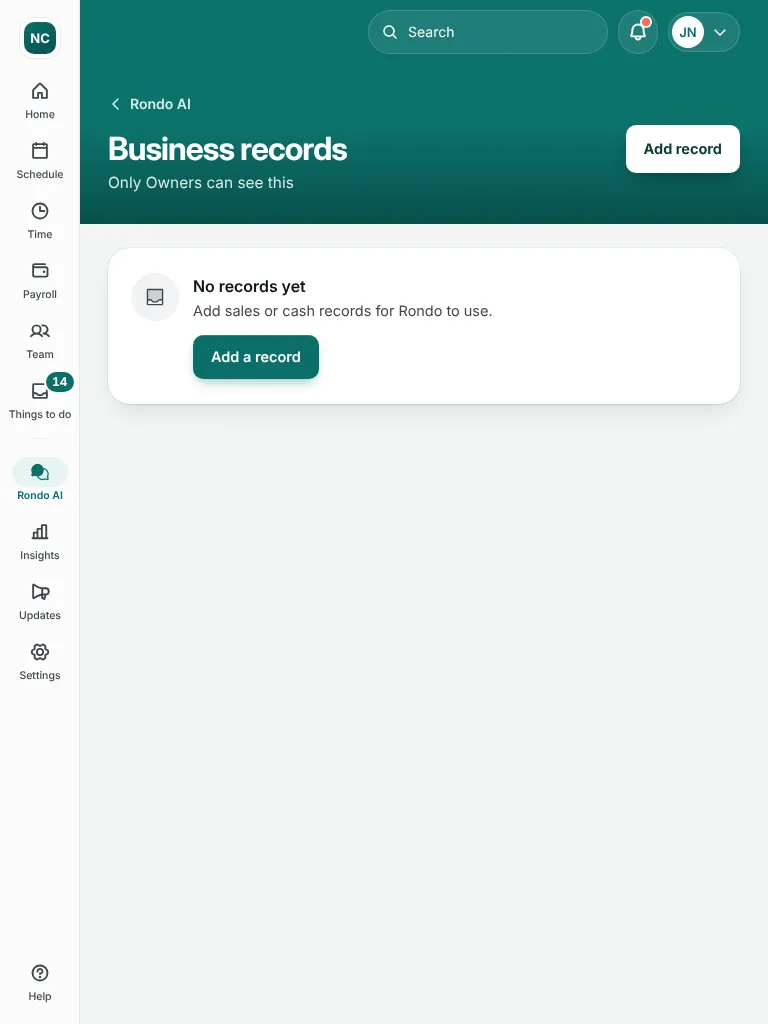 NC
Search
JN
Home
Schedule
Time
Payroll
Team
14
Things to do
Rondo AI
Insights
Updates
Settings
Help
Rondo AI
Business records
Only Owners can see this
Add record
No records yet
Add sales or cash records for Rondo to use.
Add a record